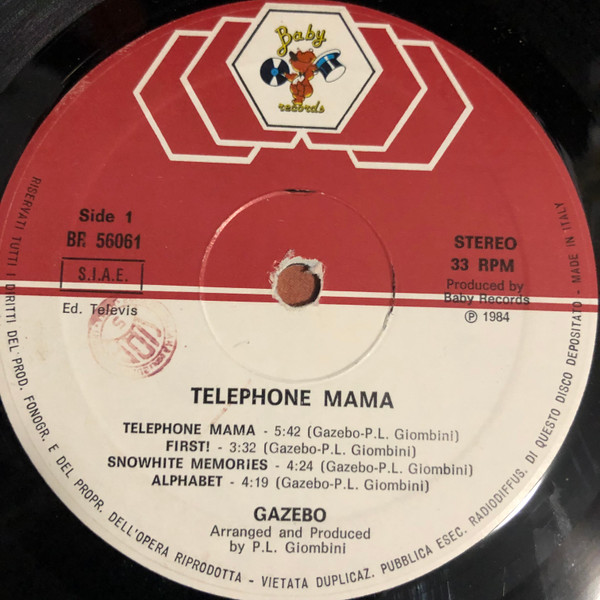 Baby
records
Side 1
BR 56061
S.I.A.E.
Ed. Televis
STEREO
33 RPM
Produced by
Baby Records
℗ 1984
TELEPHONE MAMA
TELEPHONE MAMA - 5:42 (Gazebo-P.L. Giombini)
FIRST! - 3:32 (Gazebo-P.L. Giombini)
SNOWHITE MEMORIES - 4:24 (Gazebo-P.L. Giombini)
ALPHABET - 4:19 (Gazebo-P.L. Giombini)
GAZEBO
Arranged and Produced
by P.L. Giombini
RISERVATI TUTTI I DIRITTI DEL PROD. FONOGR. E DEL PROPR. DELL'OPERA RIPRODOTTA - VIETATA DUPLICAZ. PUBBLICA ESEC. RADIODIFFUS. DI QUESTO DISCO DEPOSITATO - MADE IN ITALY